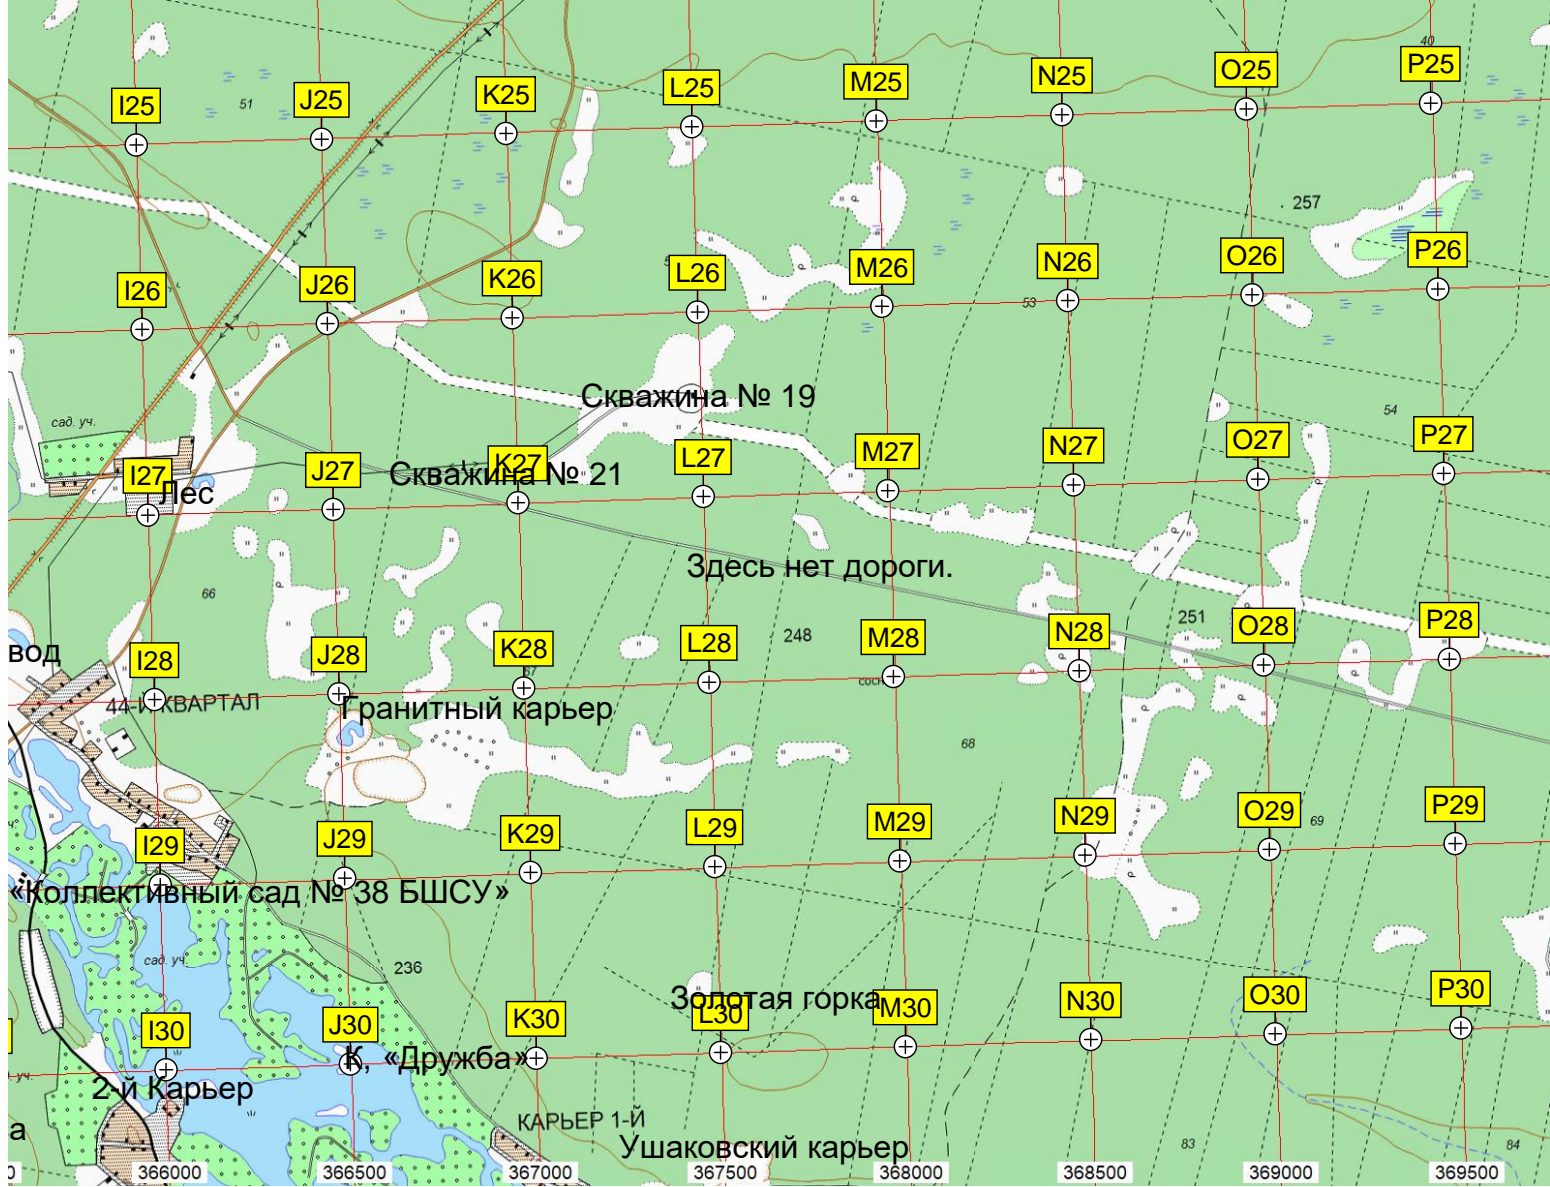 40
I25
J25
K25
L25
M25
N25
O25
P25
51
257
I26
J26
K26
L26
M26
N26
O26
P26
53
Скважина № 19
54
сад. уч.
I27
J27
K27
L27
M27
N27
O27
P27
Скважина № 21
Лес
Здесь нет дороги.
66
248
251
вод
I28
J28
K28
L28
M28
N28
O28
P28
44-Й КВАРТАЛ
Гранитный карьер
68
I29
J29
K29
L29
M29
N29
O29
P29
69
«Коллективный сад № 38 БШСУ»
сад. уч.
236
Золотая горка
I30
J30
K30
L30
M30
N30
O30
P30
К, «Дружба»
уч.
2-й Карьер
КАРЬЕР 1-Й
а
Ушаковский карьер
83
84
0
366000
366500
367000
367500
368000
368500
369000
369500